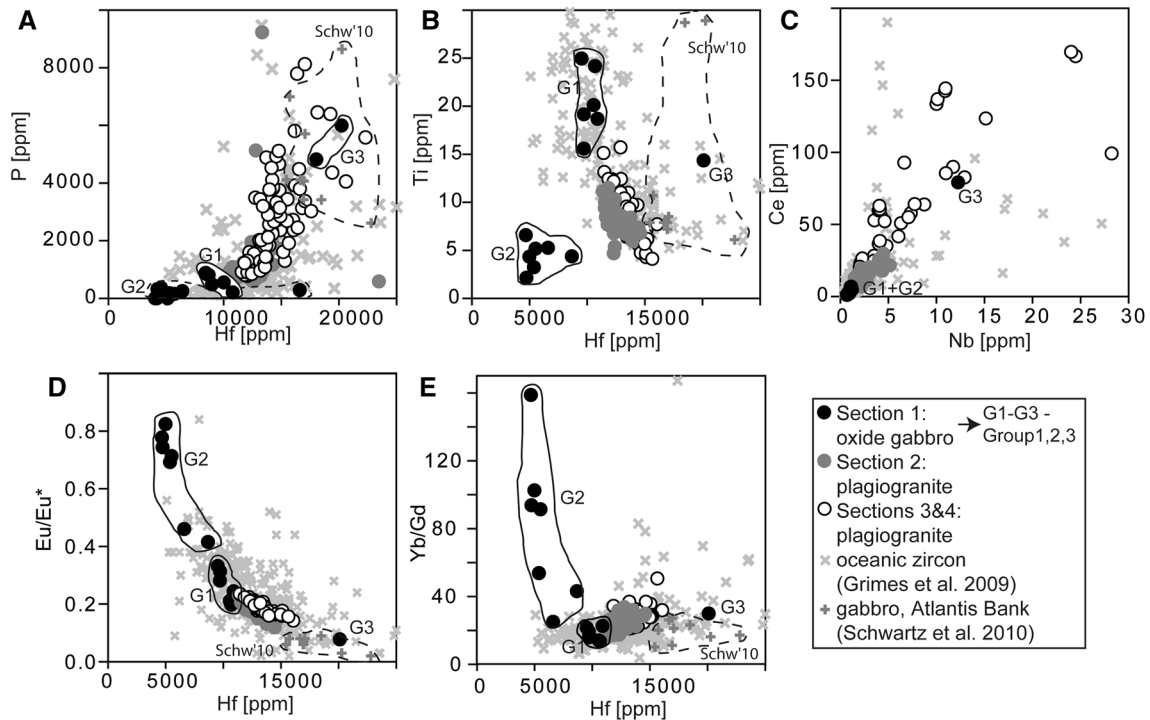 A
Schw'10
8000
4000
2000
0
P [ppm]
G3
G1
G2
0
10000
20000
Hf [ppm]
B
Schw'10
25
20
15
10
5
0
Ti [ppm]
G1
G3
G2
5000
15000
Hf [ppm]
C
150
100
50
0
Ce [ppm]
G3
G1+G2
0
5
10
15
20
25
30
Nb [ppm]
D
0.8
0.6
0.4
0.2
0.0
Eu/Eu*
G2
G1
G3
Schw'10
0
5000
15000
Hf [ppm]
E
120
80
40
0
Yb/Gd
G2
G3
G1
Schw'10
0
5000
15000
Hf [ppm]
Section 1:
oxide gabbro
G1-G3 -
Group1,2,3
Section 2:
plagiogranite
Sections 3&4:
plagiogranite
oceanic zircon
(Grimes et al. 2009)
gabbro, Atlantis Bank
(Schwartz et al. 2010)